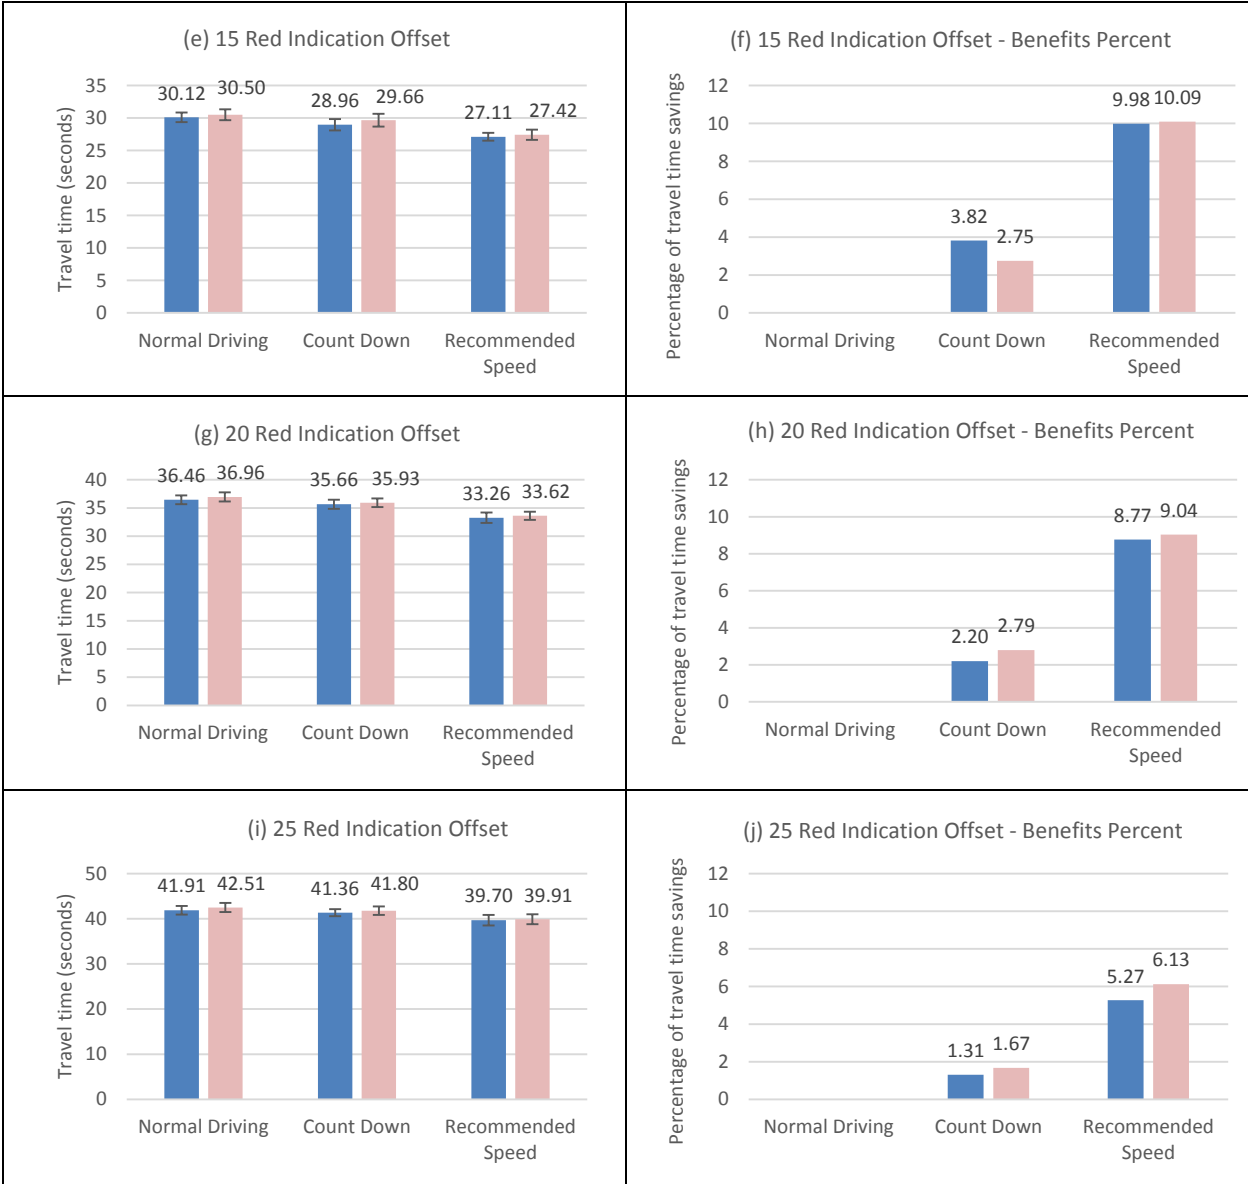 (e) 15 Red Indication Offset
Travel time (seconds)
35
30
25
20
15
10
5
0
30.12 30.50
28.96 29.66
27.11 27.42
Normal Driving
Count Down
Recommended
Speed
(f) 15 Red Indication Offset - Benefits Percent
Percentage of travel time savings
12
10
8
6
4
2
0
3.82
2.75
9.98 10.09
Normal Driving
Count Down
Recommended
Speed
(g) 20 Red Indication Offset
Travel time (seconds)
40
35
30
25
20
15
10
5
0
36.46 36.96
35.66 35.93
33.26 33.62
Normal Driving
Count Down
Recommended
Speed
(h) 20 Red Indication Offset - Benefits Percent
Percentage of travel time savings
12
10
8
6
4
2
0
2.20 2.79
8.77 9.04
Normal Driving
Count Down
Recommended
Speed
(i) 25 Red Indication Offset
Travel time (seconds)
50
40
30
20
10
0
41.91 42.51
41.36 41.80
39.70 39.91
Normal Driving
Count Down
Recommended
Speed
(j) 25 Red Indication Offset - Benefits Percent
Percentage of travel time savings
12
10
8
6
4
2
0
1.31 1.67
5.27
6.13
Normal Driving
Count Down
Recommended
Speed